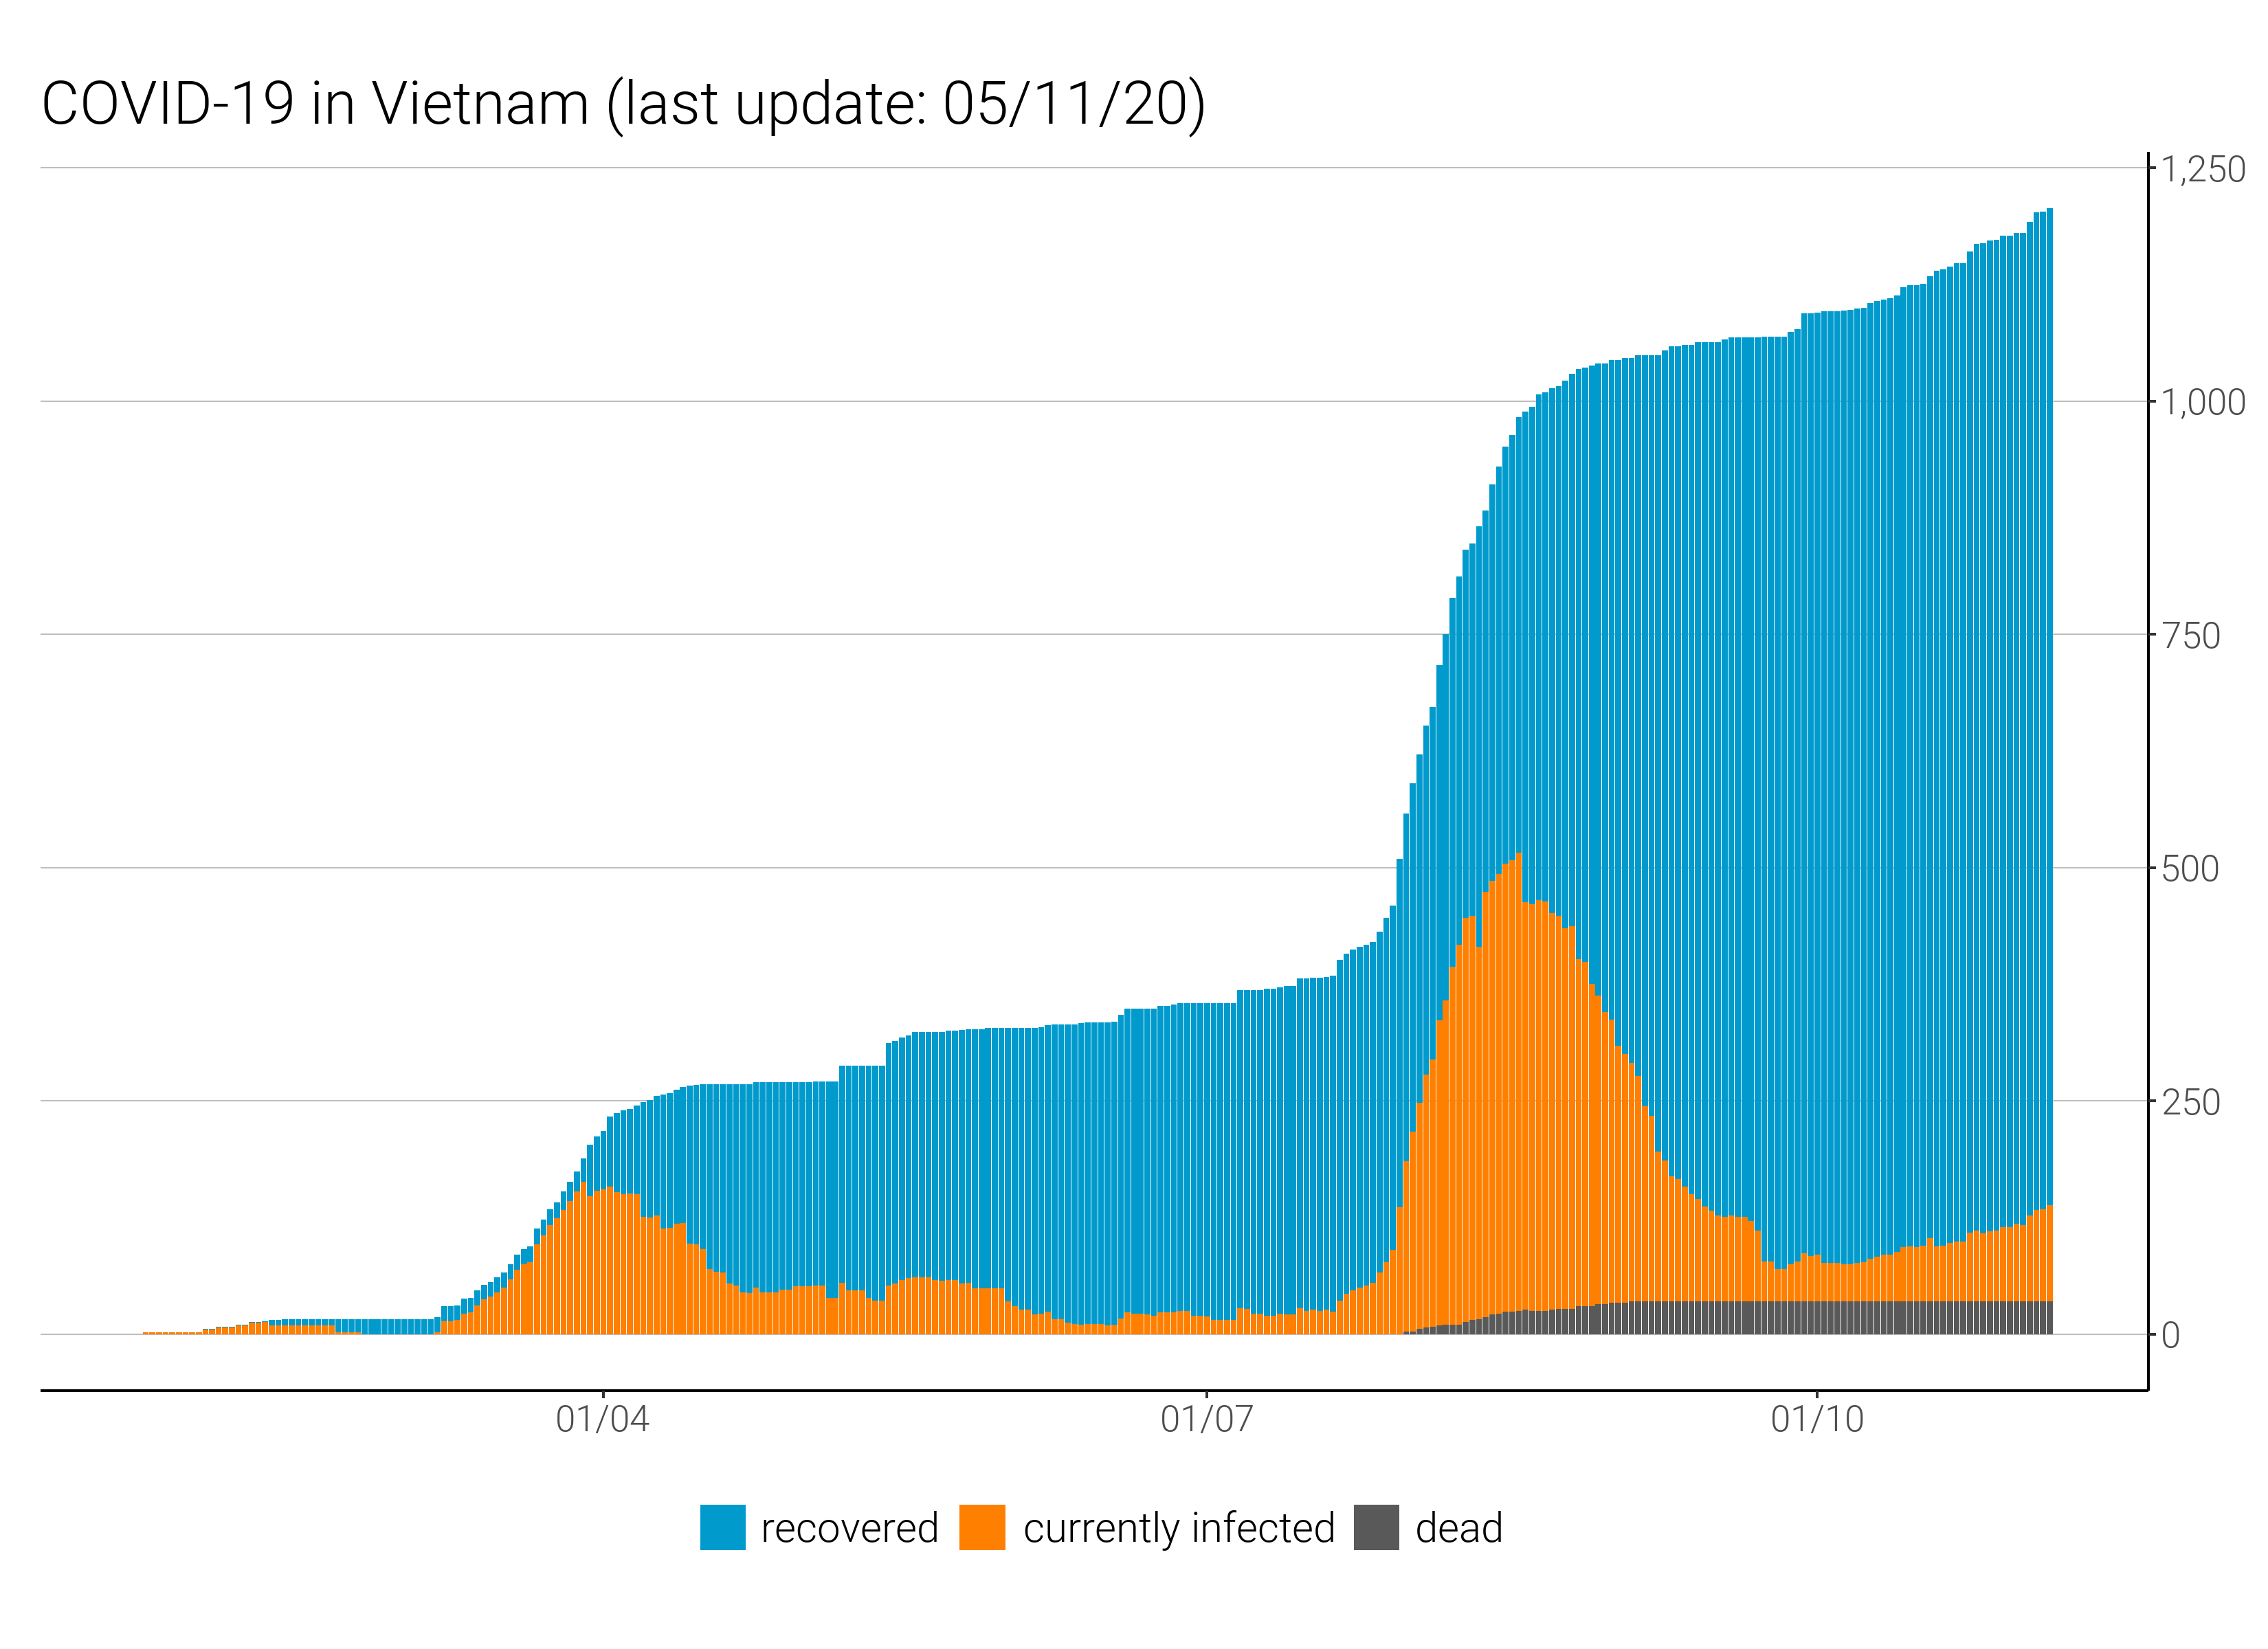 COVID-19 in Vietnam (last update: 05/11/20)
1,250
1,000
750
500
250
0
01/04 01/07 01/10
recovered currently infected dead